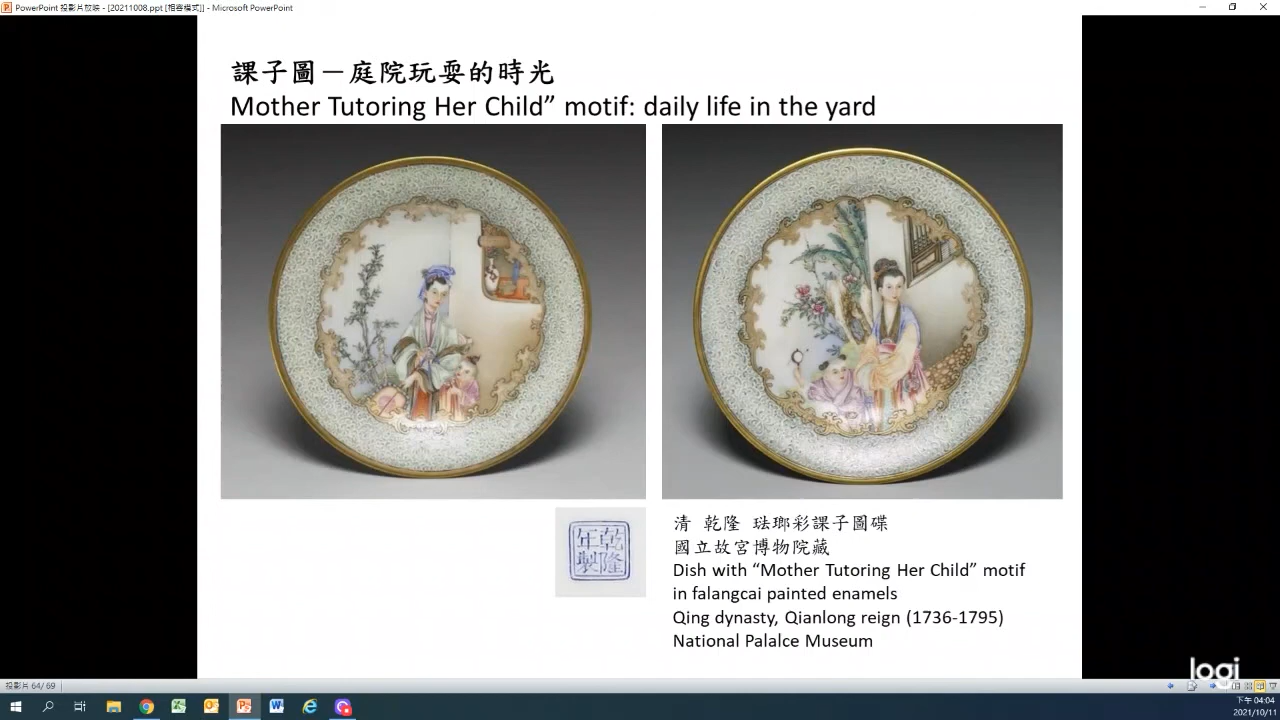 PowerPoint 投影片放映 - [20211008.ppt [相容模式]] - Microsoft PowerPoint
課子圖－庭院玩耍的時光
Mother Tutoring Her Child” motif: daily life in the yard
乾隆年製
清 乾隆 琺瑯彩課子圖碟
國立故宮博物院藏
Dish with “Mother Tutoring Her Child” motif
in falangcai painted enamels
Qing dynasty, Qianlong reign (1736-1795)
National Palalce Museum
logi
投影片 64/ 69
下午 04:04
2021/10/11